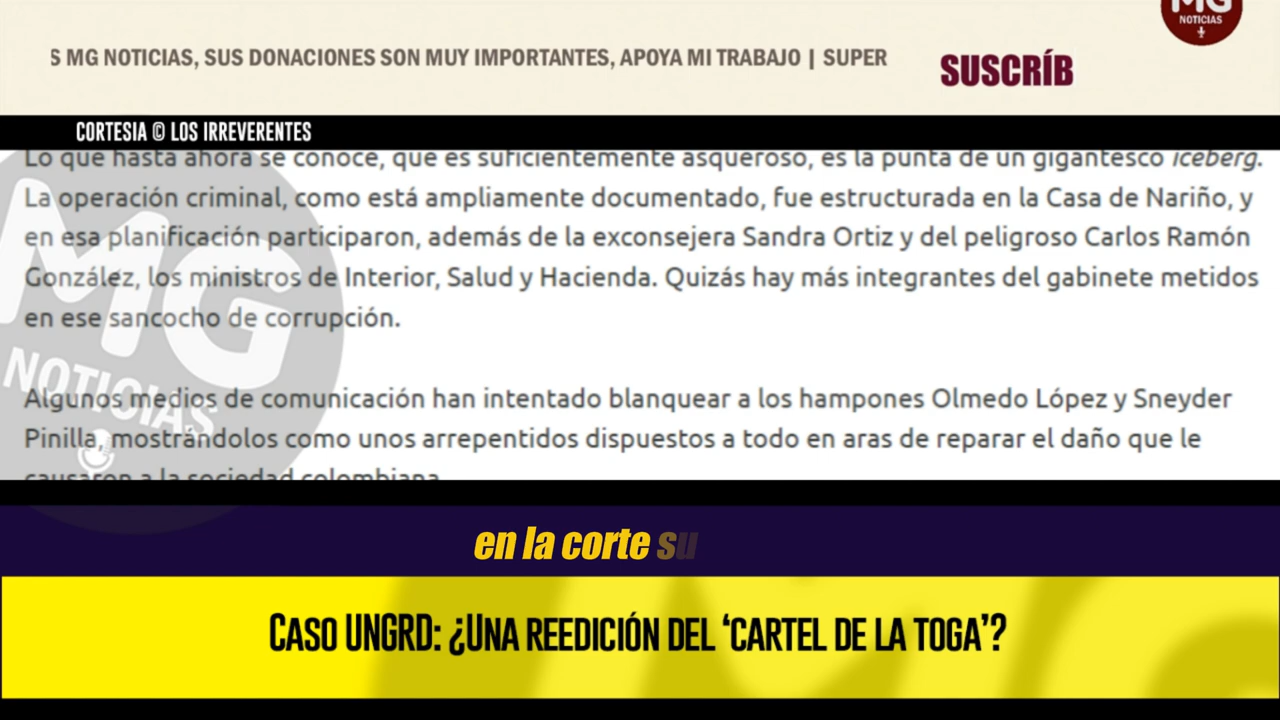 S MG NOTICIAS, SUS DONACIONES SON MUY IMPORTANTES, APOYA MI TRABAJO | SUPER
SUSCRÍB
MG
NOTICIAS
CORTESIA © LOS IRREVERENTES
Lo que hasta ahora se conoce, que es suficientemente asqueroso, es la punta de un gigantesco iceberg.
La operación criminal, como está ampliamente documentado, fue estructurada en la Casa de Nariño, y
en esa planificación participaron, además de la exconsejera Sandra Ortiz y del peligroso Carlos Ramón
González, los ministros de Interior, Salud y Hacienda. Quizás hay más integrantes del gabinete metidos
en ese sancocho de corrupción.
Algunos medios de comunicación han intentado blanquear a los hampones Olmedo López y Sneyder
Pinilla, mostrándolos como unos arrepentidos dispuestos a todo en aras de reparar el daño que le
causaron a la sociedad colombiana.
MG
NOTICIAS
en la corte su
CASO UNGRD: ¿UNA REEDICIÓN DEL ‘CARTEL DE LA TOGA’?